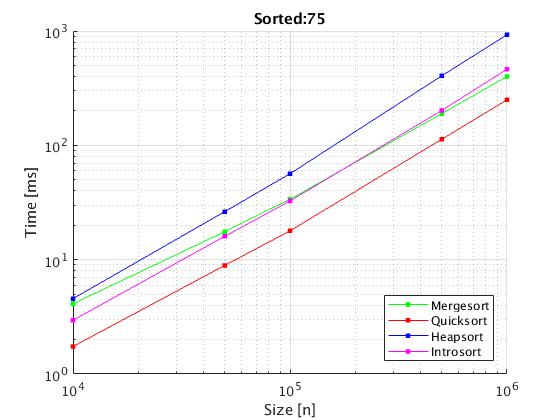 Sorted:75
10^3
10^2
10^1
10^0
Time [ms]
10^4
10^5
10^6
Size [n]
Mergesort
Quicksort
Heapsort
Introsort